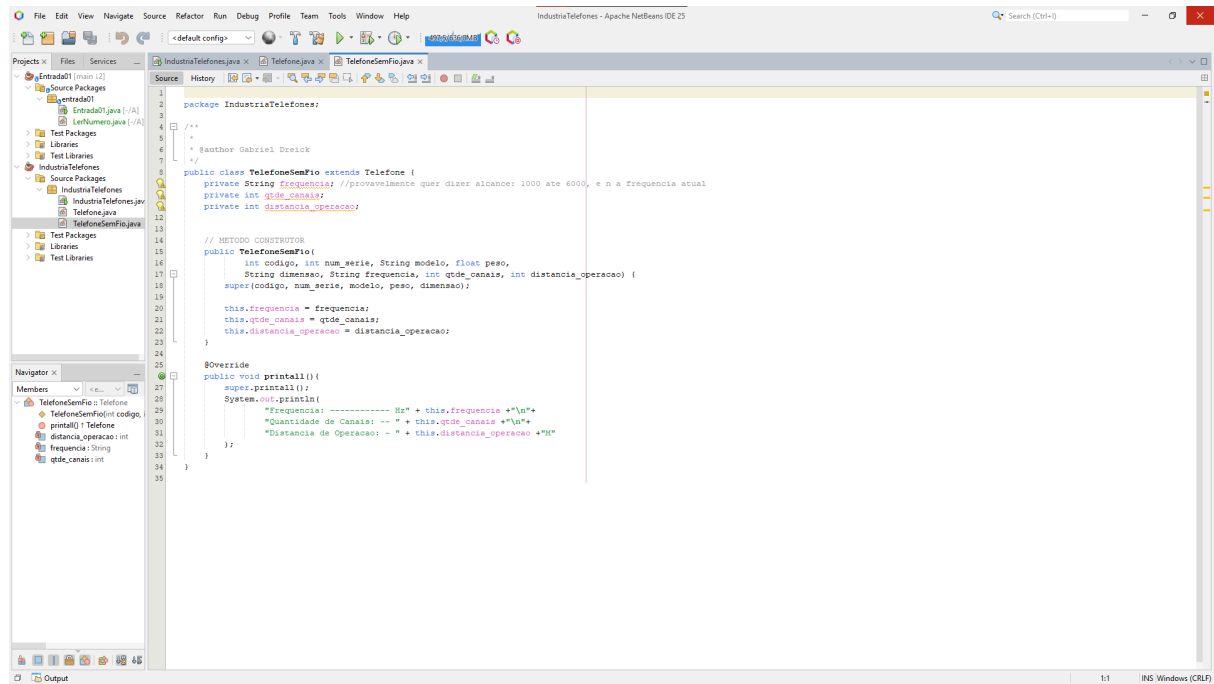 File Edit View Navigate Source Refactor Run Debug Profile Team Tools Window Help
IndustriaTelefones - Apache NetBeans IDE 25
Search (Ctrl+I)
<default config>
497.5/636.0MB
Projects Files Services
IndustriaTelefones.java Telefone.java TelefoneSemFio.java
Source History
Entrada01 [main ↓2]
Source Packages
entrada01
Entrada01.java [-/A]
LerNumero.java [-/A]
Test Packages
Libraries
Test Libraries
IndustriaTelefones
Source Packages
IndustriaTelefones
IndustriaTelefones.jav
Telefone.java
TelefoneSemFio.java
Test Packages
Libraries
Test Libraries
Navigator
Members <e...
TelefoneSemFio :: Telefone
TelefoneSemFio(int codigo, i
printall() ↑ Telefone
distancia_operacao : int
frequencia : String
qtde_canais : int
1
2 package IndustriaTelefones;
3
4 /**
5 *
6 * @author Gabriel Dreick
7 */
8 public class TelefoneSemFio extends Telefone {
private String frequencia; //provavelmente quer dizer alcance: 1000 ate 6000, e n a frequencia atual
private int qtde_canais;
private int distancia_operacao;
12
13
14 // METODO CONSTRUTOR
15 public TelefoneSemFio(
16 int codigo, int num_serie, String modelo, float peso,
17 String dimensao, String frequencia, int qtde_canais, int distancia_operacao) {
18 super(codigo, num_serie, modelo, peso, dimensao);
19
20 this.frequencia = frequencia;
21 this.qtde_canais = qtde_canais;
22 this.distancia_operacao = distancia_operacao;
23 }
24
25 @Override
public void printall(){
27 super.printall();
28 System.out.println(
29 "Frequencia: ------------ Hz" + this.frequencia +"\n"+
30 "Quantidade de Canais: -- " + this.qtde_canais +"\n"+
31 "Distancia de Operacao: - " + this.distancia_operacao +"M"
32 );
33 }
34 }
35
Output
1:1 INS Windows (CRLF)